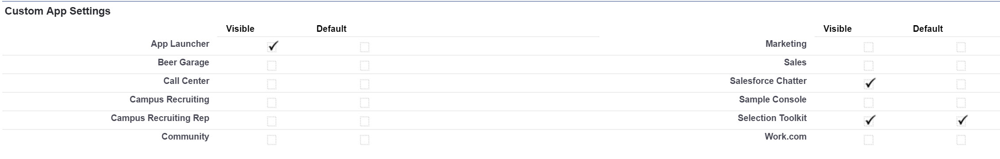 Custom App Settings
Visible Default Visible Default
App Launcher Marketing
Beer Garage Sales
Call Center Salesforce Chatter
Campus Recruiting Sample Console
Campus Recruiting Rep Selection Toolkit
Community Work.com